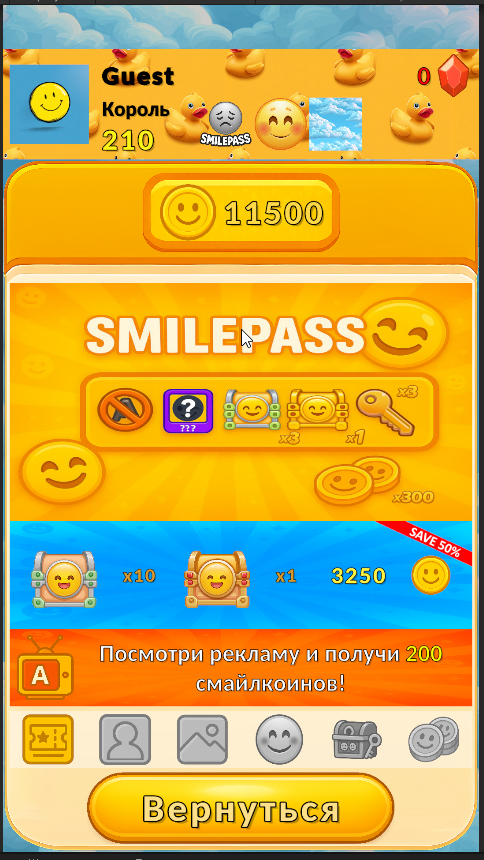 Guest
0
Король
210
SMILEPASS
11500
SMILEPASS
x3
???
x3
x1
x300
SAVE 50%
x10
x1
3250
A
Посмотри рекламу и получи 200
смайлкоинов!
Вернуться